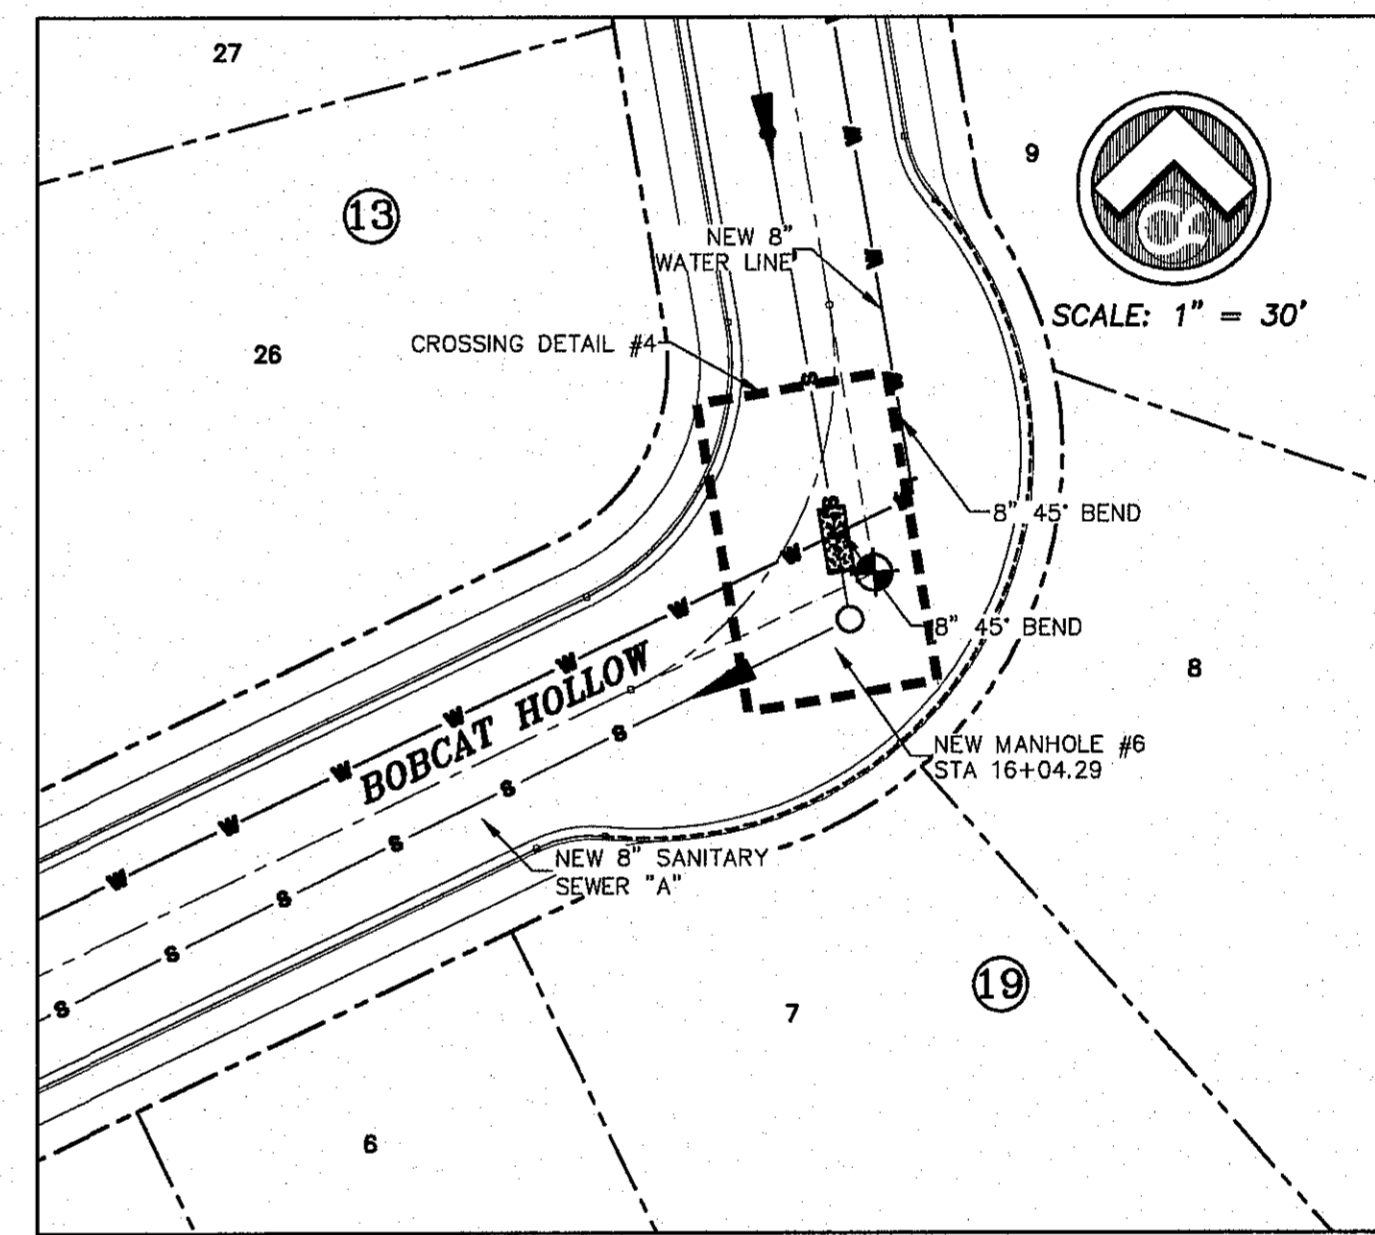 27
9
13
NEW 8"
WATER LINE
SCALE: 1" = 30'
CROSSING DETAIL #4
26
8" 45° BEND
8" 45° BEND
8
BOBCAT HOLLOW
NEW MANHOLE #6
STA 16+04.29
NEW 8" SANITARY
SEWER "A"
19
7
6
W
W
W
W
W
W
W
W
W
W
W
W
S
S
S
S
S
S
S
S